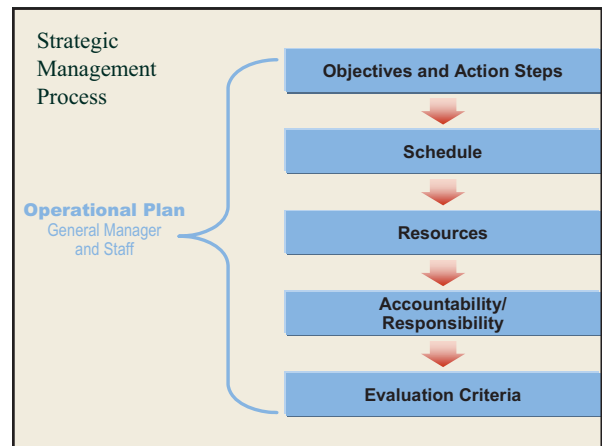 Strategic
Management
Process
Operational Plan
General Manager
and Staff
Objectives and Action Steps
Schedule
Resources
Accountability/
Responsibility
Evaluation Criteria